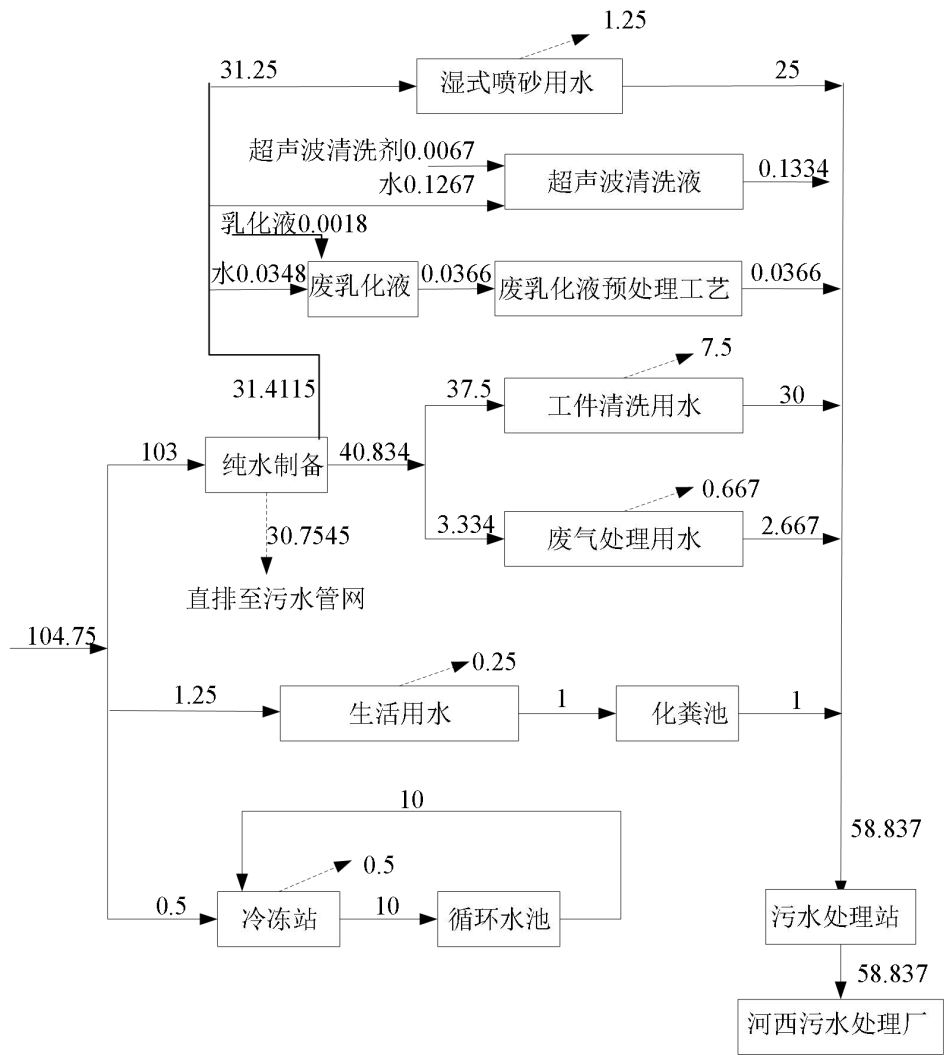 1.25
31.25
湿式喷砂用水
25
超声波清洗剂0.0067
水0.1267
超声波清洗液
0.1334
乳化液0.0018
水0.0348
废乳化液
0.0366
废乳化液预处理工艺
0.0366
31.4115
7.5
37.5
工件清洗用水
30
103
纯水制备
40.834
0.667
3.334
废气处理用水
2.667
30.7545
直排至污水管网
104.75
0.25
1.25
生活用水
1
化粪池
1
10
58.837
0.5
0.5
冷冻站
10
循环水池
污水处理站
58.837
河西污水处理厂